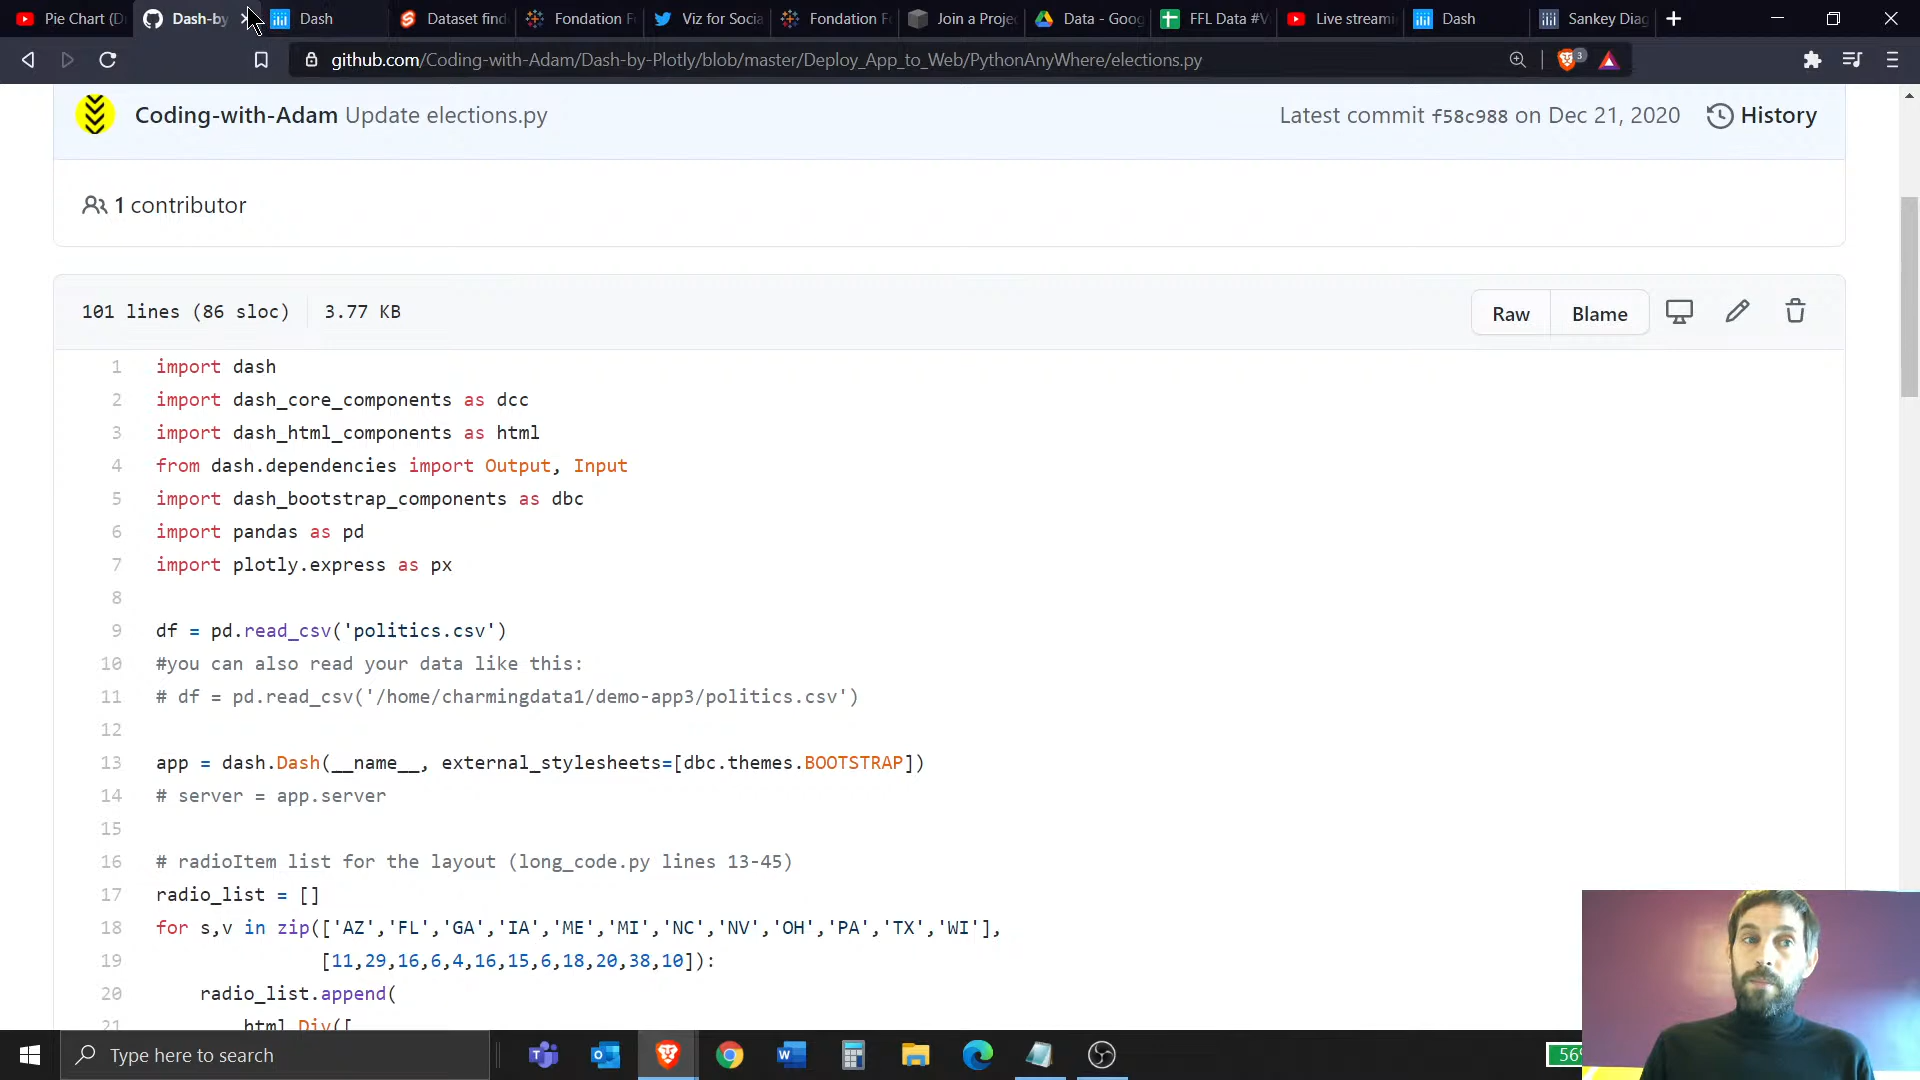 Pie Chart (D
Dash-by
Dash
Dataset find
Fondation F
Viz for Socia
Fondation F
Join a Proje
Data - Goog
FFL Data #V
Live streami
Dash
Sankey Diag
github.com/Coding-with-Adam/Dash-by-Plotly/blob/master/Deploy_App_to_Web/PythonAnyWhere/elections.py
3
Coding-with-Adam Update elections.py
Latest commit f58c988 on Dec 21, 2020
History
1 contributor
101 lines (86 sloc)
3.77 KB
Raw
Blame
1 import dash
2 import dash_core_components as dcc
3 import dash_html_components as html
4 from dash.dependencies import Output, Input
5 import dash_bootstrap_components as dbc
6 import pandas as pd
7 import plotly.express as px
8
9 df = pd.read_csv('politics.csv')
10 #you can also read your data like this:
11 # df = pd.read_csv('/home/charmingdata1/demo-app3/politics.csv')
12
13 app = dash.Dash(__name__, external_stylesheets=[dbc.themes.BOOTSTRAP])
14 # server = app.server
15
16 # radioItem list for the layout (long_code.py lines 13-45)
17 radio_list = []
18 for s,v in zip(['AZ','FL','GA','IA','ME','MI','NC','NV','OH','PA','TX','WI'],
19 [11,29,16,6,4,16,15,6,18,20,38,10]):
20 radio_list.append(
21 html.Div([
Type here to search
56%